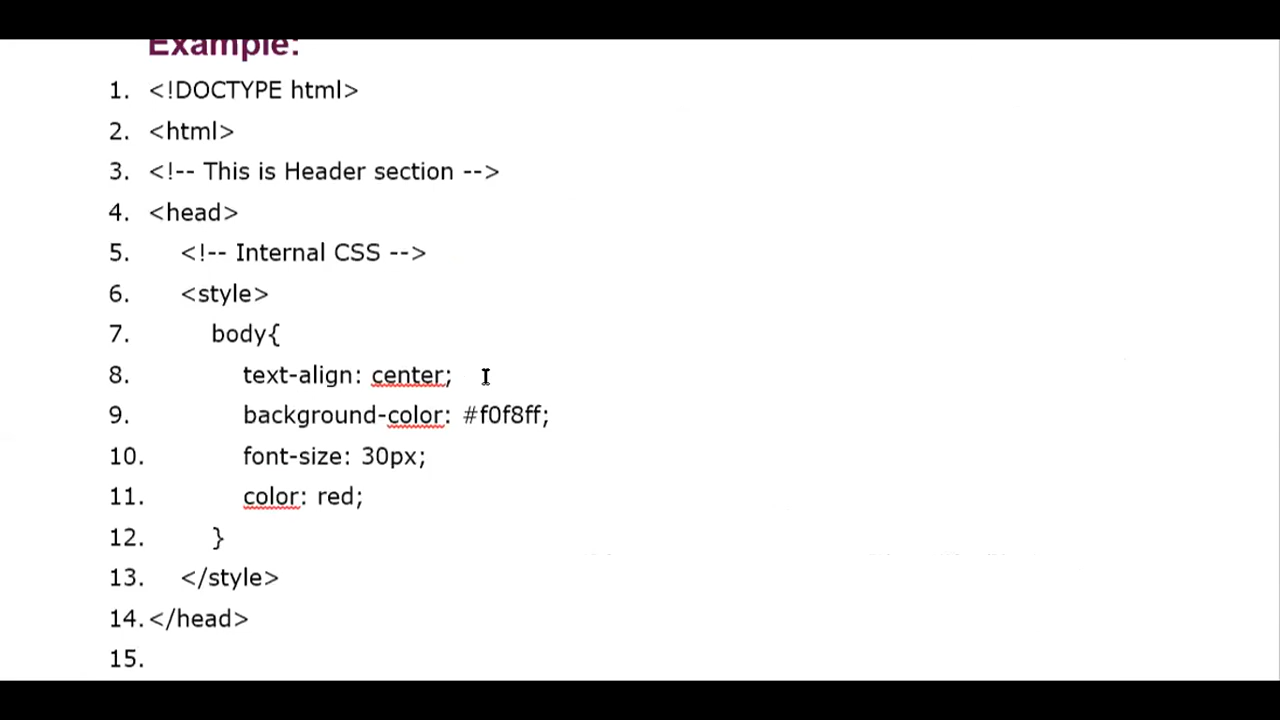 Example:
1. <!DOCTYPE html>
2. <html>
3. <!-- This is Header section -->
4. <head>
5. <!-- Internal CSS -->
6. <style>
7. body{
8. text-align: center;
9. background-color: #f0f8ff;
10. font-size: 30px;
11. color: red;
12. }
13. </style>
14. </head>
15.